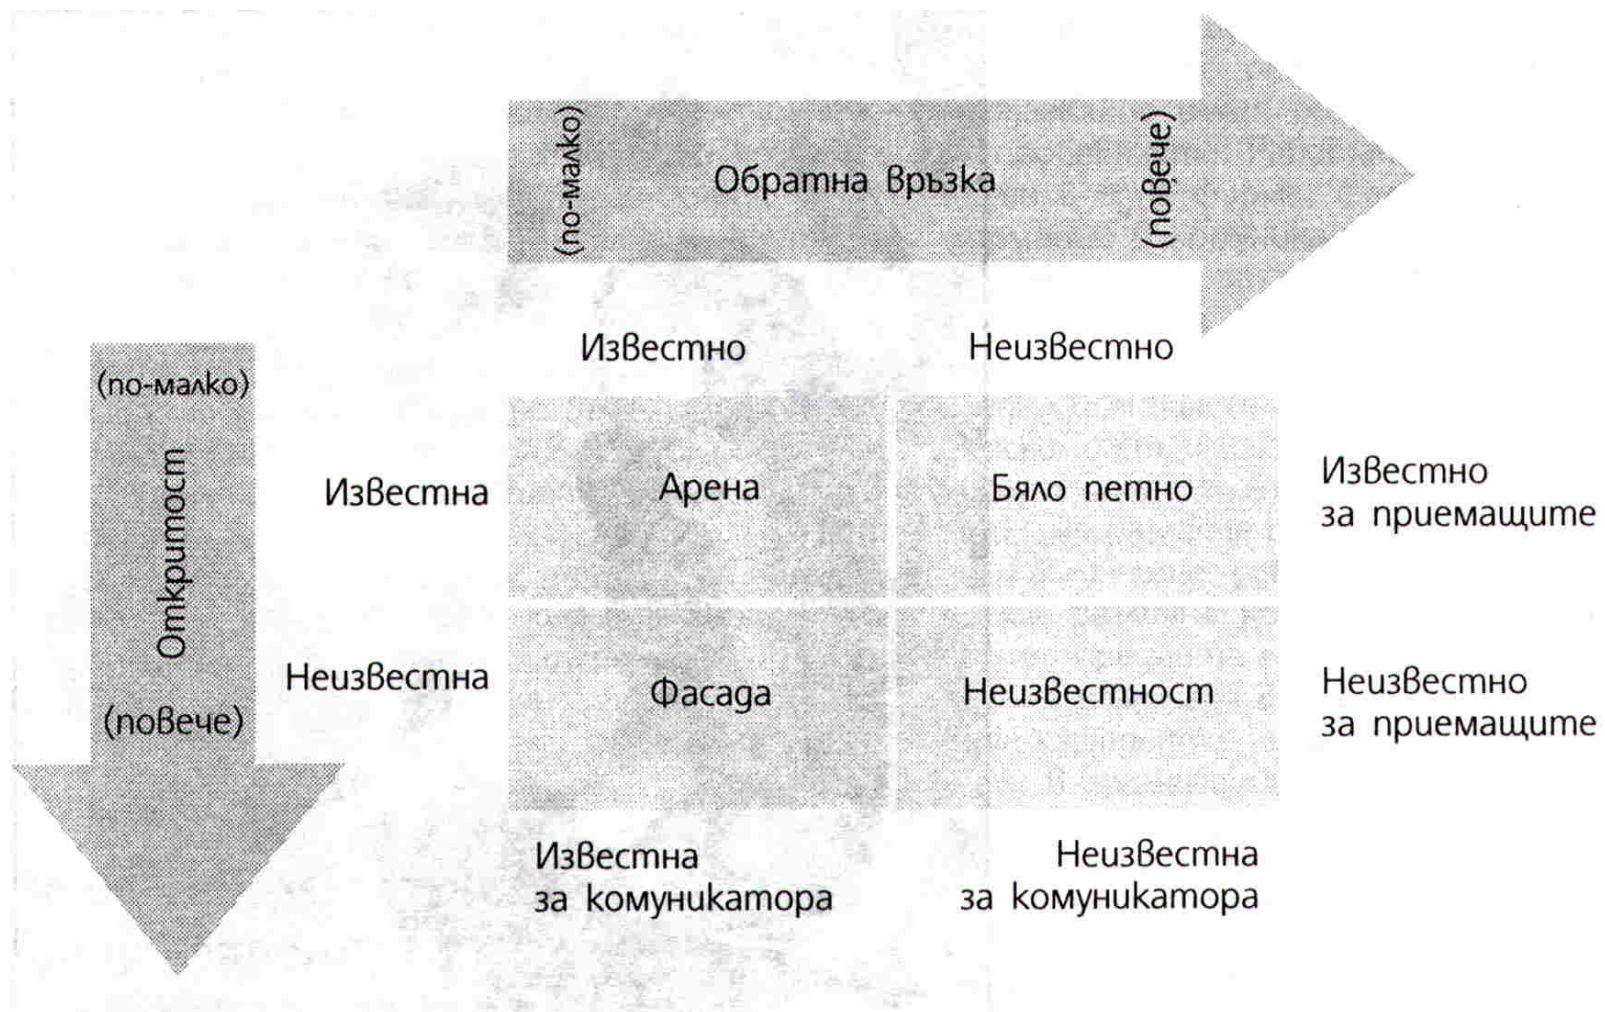 (по-малко)
Обратна връзка
(повече)
Известно
Неизвестно
(по-малко)
Откритост
(повече)
Известна
Арена
Бяло петно
Известно
за приемащите
Неизвестна
Фасада
Неизвестност
Неизвестно
за приемащите
Известна
за комуникатора
Неизвестна
за комуникатора